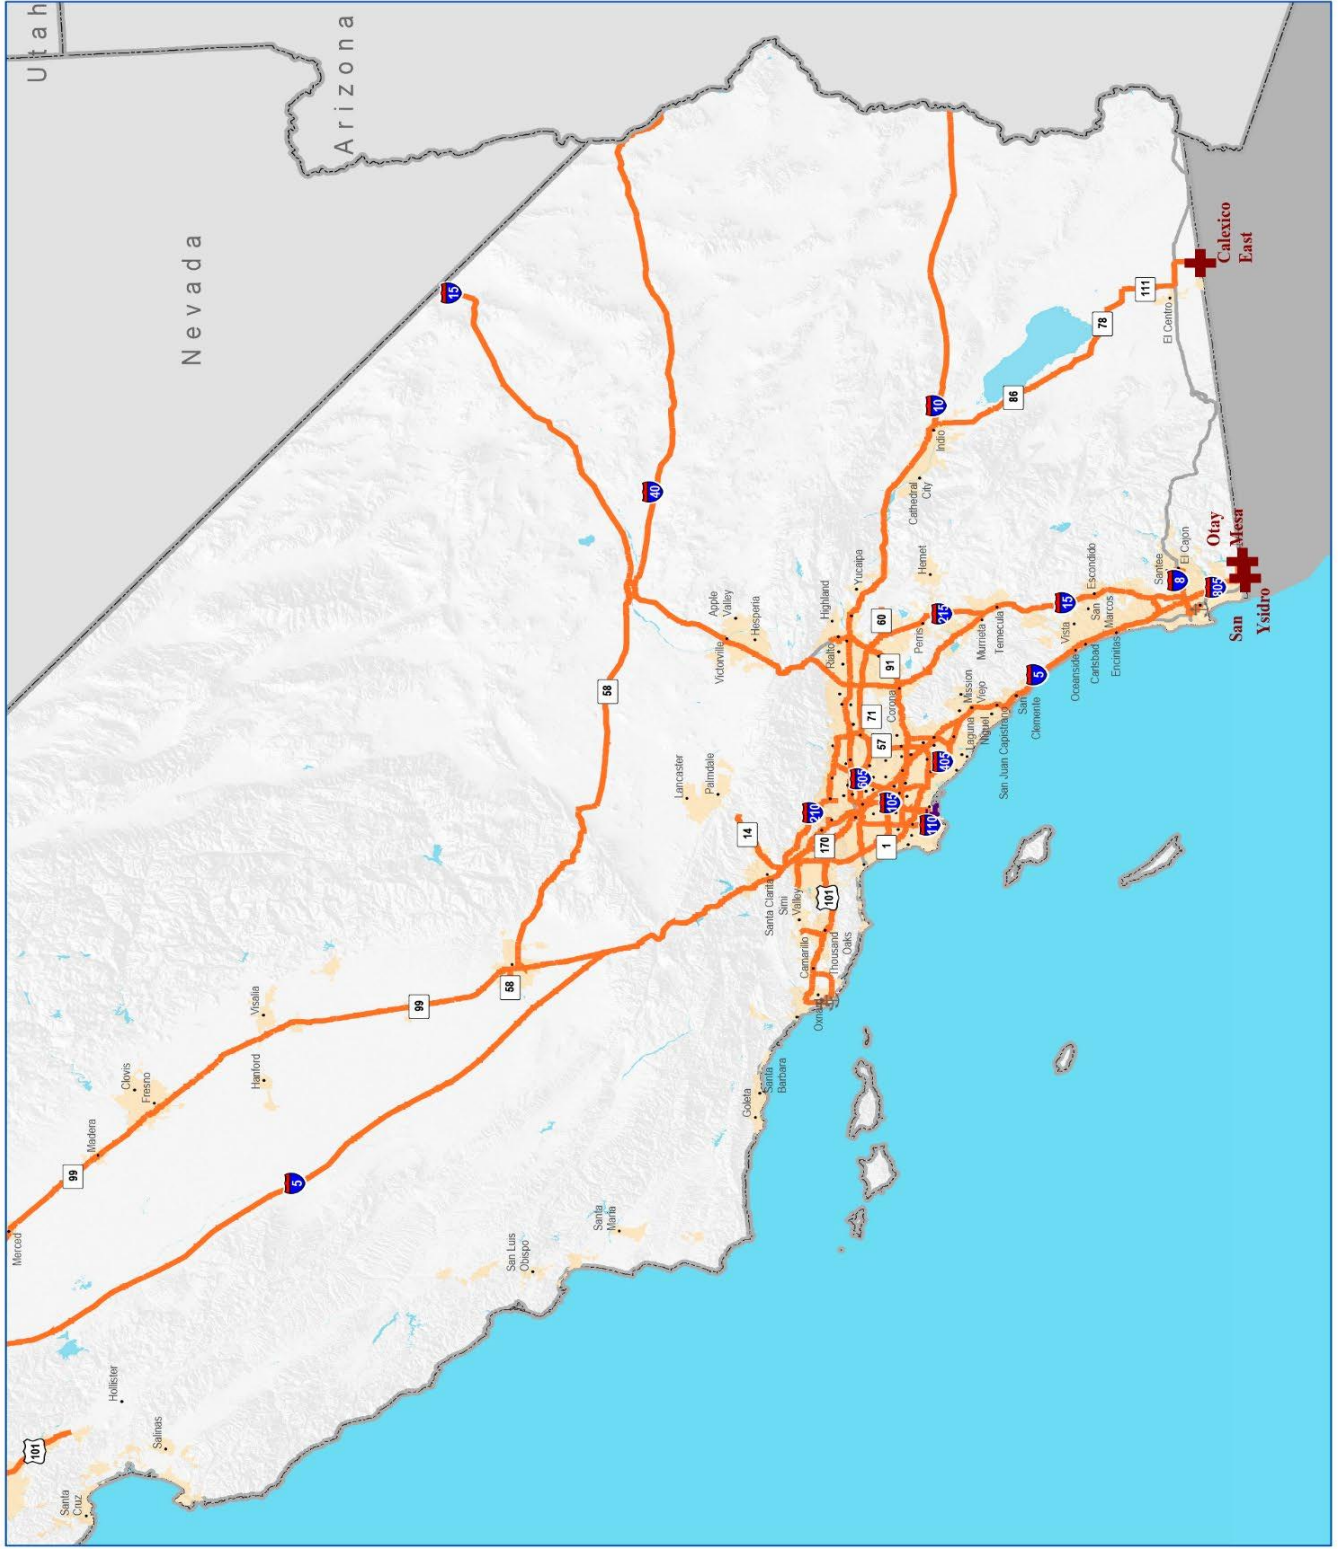 Utah
Arizona
Nevada
15
40
10
58
99
58
99
5
101
Merced
Madera
Clovis
Fresno
Hanford
Visalia
Hollister
Salinas
Santa
Cruz
San Luis
Obispo
Santa
Maria
Goleta
Santa
Barbara
Lancaster
Palmdale
14
Victorville
Apple
Valley
Hesperia
Highland
Yucaipa
Rialto
Santa Clarita
Simi
Valley
Camarillo
Thousand
Oaks
Oxnard
101
170
210
1
110
105
605
405
57
71
91
60
215
Corona
Perris
Hemet
Cathedral
City
Indio
86
78
111
El Centro
Calexico
East
Murrieta
Temecula
Mission
Viejo
Laguna
Niguel
San Juan Capistrano
San
Clemente
5
15
Oceanside
Vista
Carlsbad
San
Marcos
Encinitas
Escondido
Santee
El Cajon
8
805
Otay
Mesa
San
Ysidro